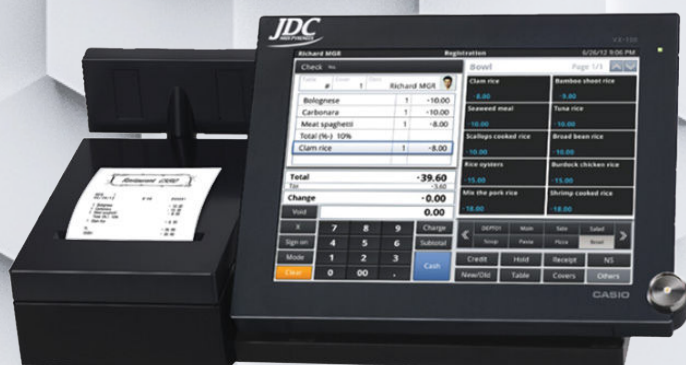 JDC
Richard MGR Registration 6/26/12 9:06 PM
Check No.
# 1 Richard MGR
Bolognese 1 ·10.00
Carbonara 1 ·10.00
Meat spaghetti 1 ·8.00
Total (%-) 10%
Clam rice 1 ·8.00
Total ·39.60
Tax ·3.60
Change ·0.00
Void 0.00
X 7 8 9 Charge
Sign-on 4 5 6 Subtotal
Mode 1 2 3
Clear 0 00 . Cash
Bowl Page 1/3
Clam rice Bamboo shoot rice
·8.00 ·9.00
Seaweed meal Tuna rice
·10.00 ·10.00
Scallops cooked rice Broad bean rice
·10.00 ·10.00
Rice oysters Burdock chicken rice
·15.00 ·15.00
Mix the pork rice Shrimp cooked rice
·18.00 ·18.00
DEPT01 Main Side Salad
Soup Pasta Pizza Bowl
Credit Hold Receipt NS
New/Old Table Covers Others
CASIO
Restaurant